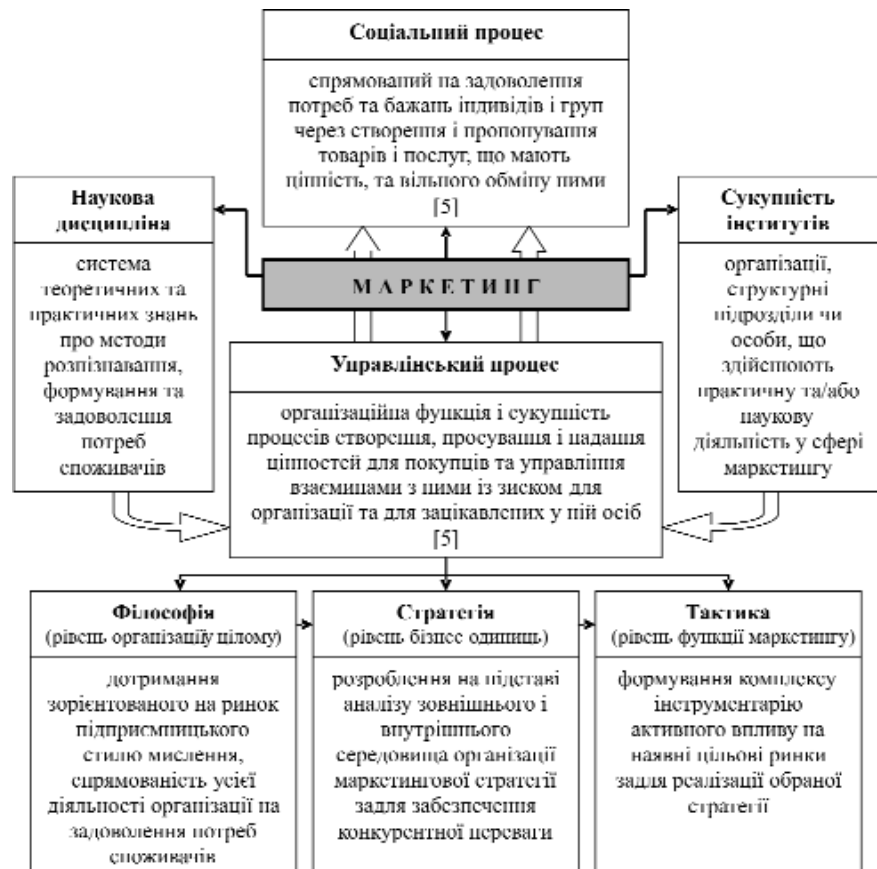 Соціальний процес
спрямований на задоволення
потреб та бажань індивідів і груп
через створення і пропонування
товарів і послуг, що мають
цінність, та вільного обміну ними
[5]
Наукова
дисципліна
система
теоретичних та
практичних знань
про методи
розпізнавання,
формування та
задоволення
потреб
споживачів
Сукупність
інститутів
організації,
структурні
підрозділи чи
особи, що
здійснюють
практичну та/або
наукову
діяльність у сфері
маркетингу
МАРКЕТИНГ
Управлінський процес
організаційна функція і сукупність
процесів створення, просування і надання
цінностей для покупців та управління
взаєминами з ними із зиском для
організації та для зацікавлених у ній осіб
[5]
Філософія
(рівень організаціїу цілому)
дотримання
зорієнтованого на ринок
підприємницького
стилю мислення,
спрямованість усієї
діяльності організації на
задоволення потреб
споживачів
Стратегія
(рівень бізнес одиниць)
розроблення на підставі
аналізу зовнішнього і
внутрішнього
середовища організації
маркетингової стратегії
задля забезпечення
конкурентної переваги
Тактика
(рівень функції маркетингу)
формування комплексу
інструментарію
активного впливу на
наявні цільові ринки
задля реалізації обраної
стратегії